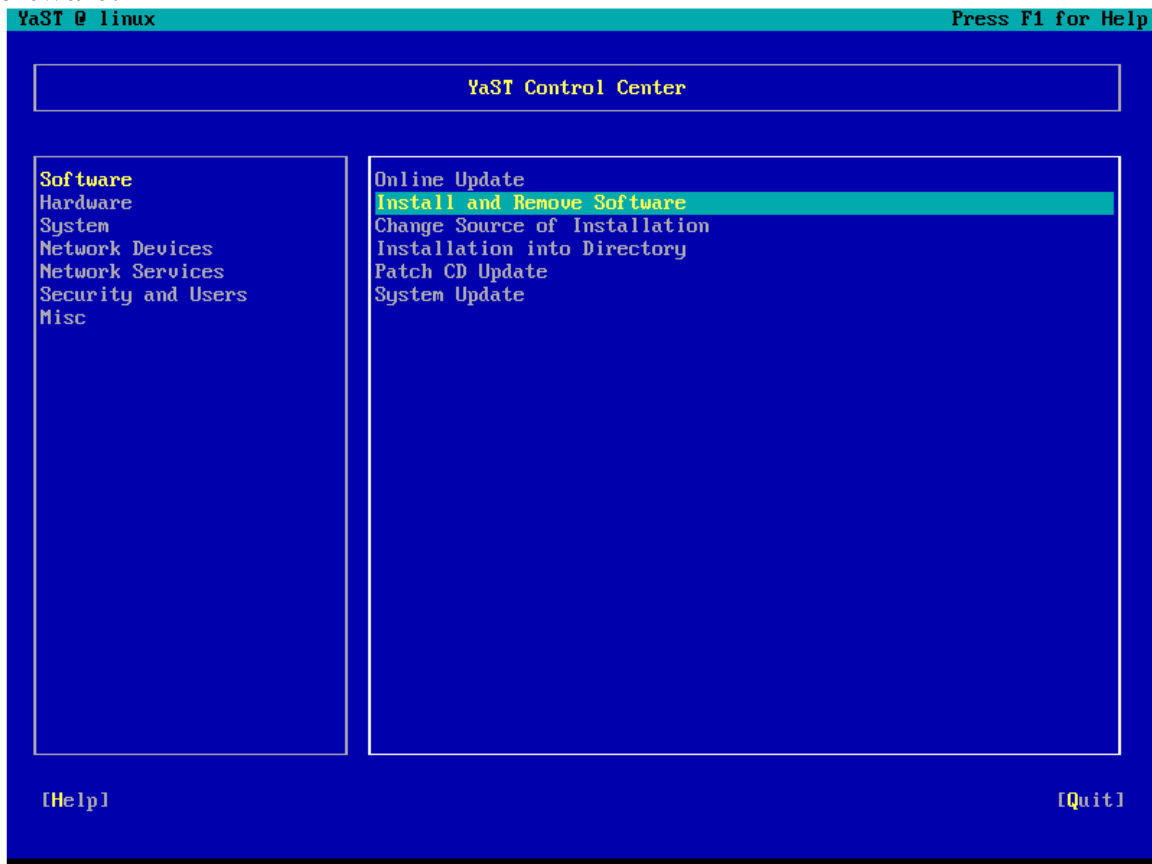 YaST @ linux
Press F1 for Help
YaST Control Center
Software
Hardware
System
Network Devices
Network Services
Security and Users
Misc
Online Update
Install and Remove Software
Change Source of Installation
Installation into Directory
Patch CD Update
System Update
[Help]
[Quit]